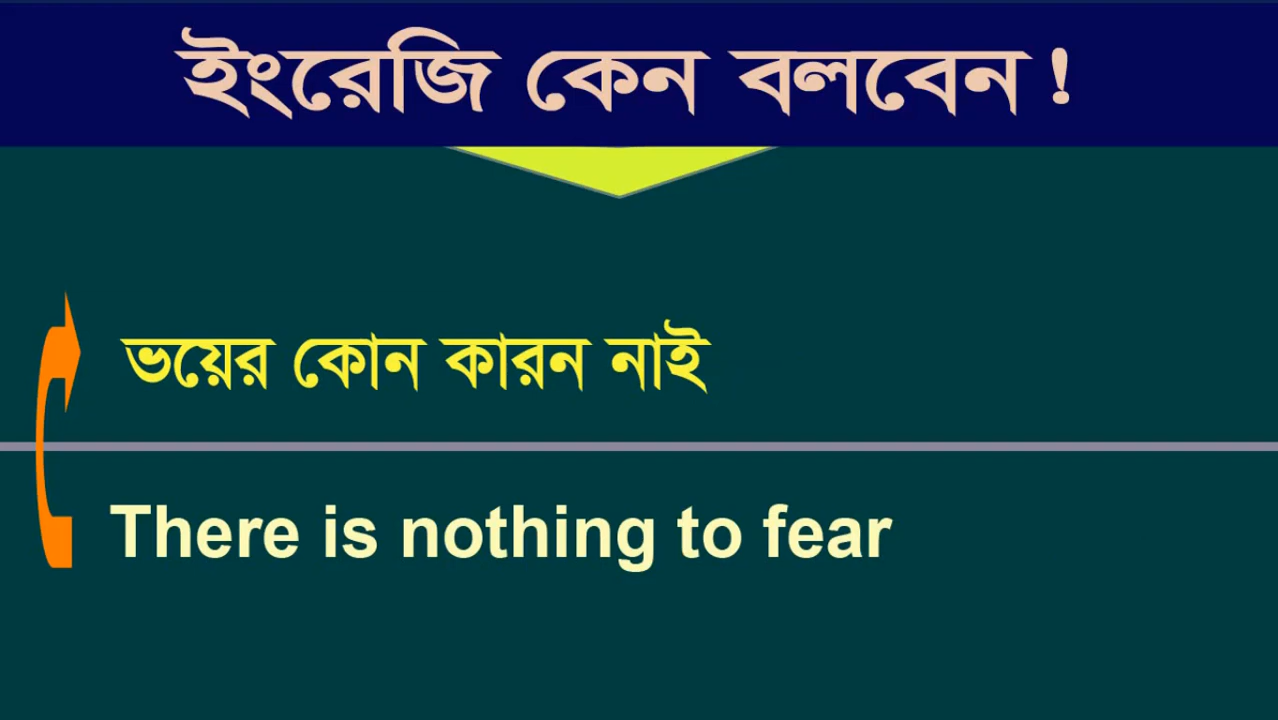 ইংরেজি কেন বলবেন !
ভয়ের কোন কারন নাই
There is nothing to fear